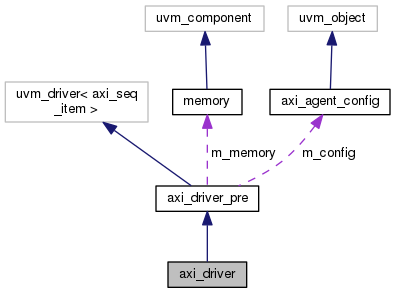 uvm_component
uvm_object
uvm_driver< axi_seq
_item >
memory
axi_agent_config
m_memory
m_config
axi_driver_pre
axi_driver